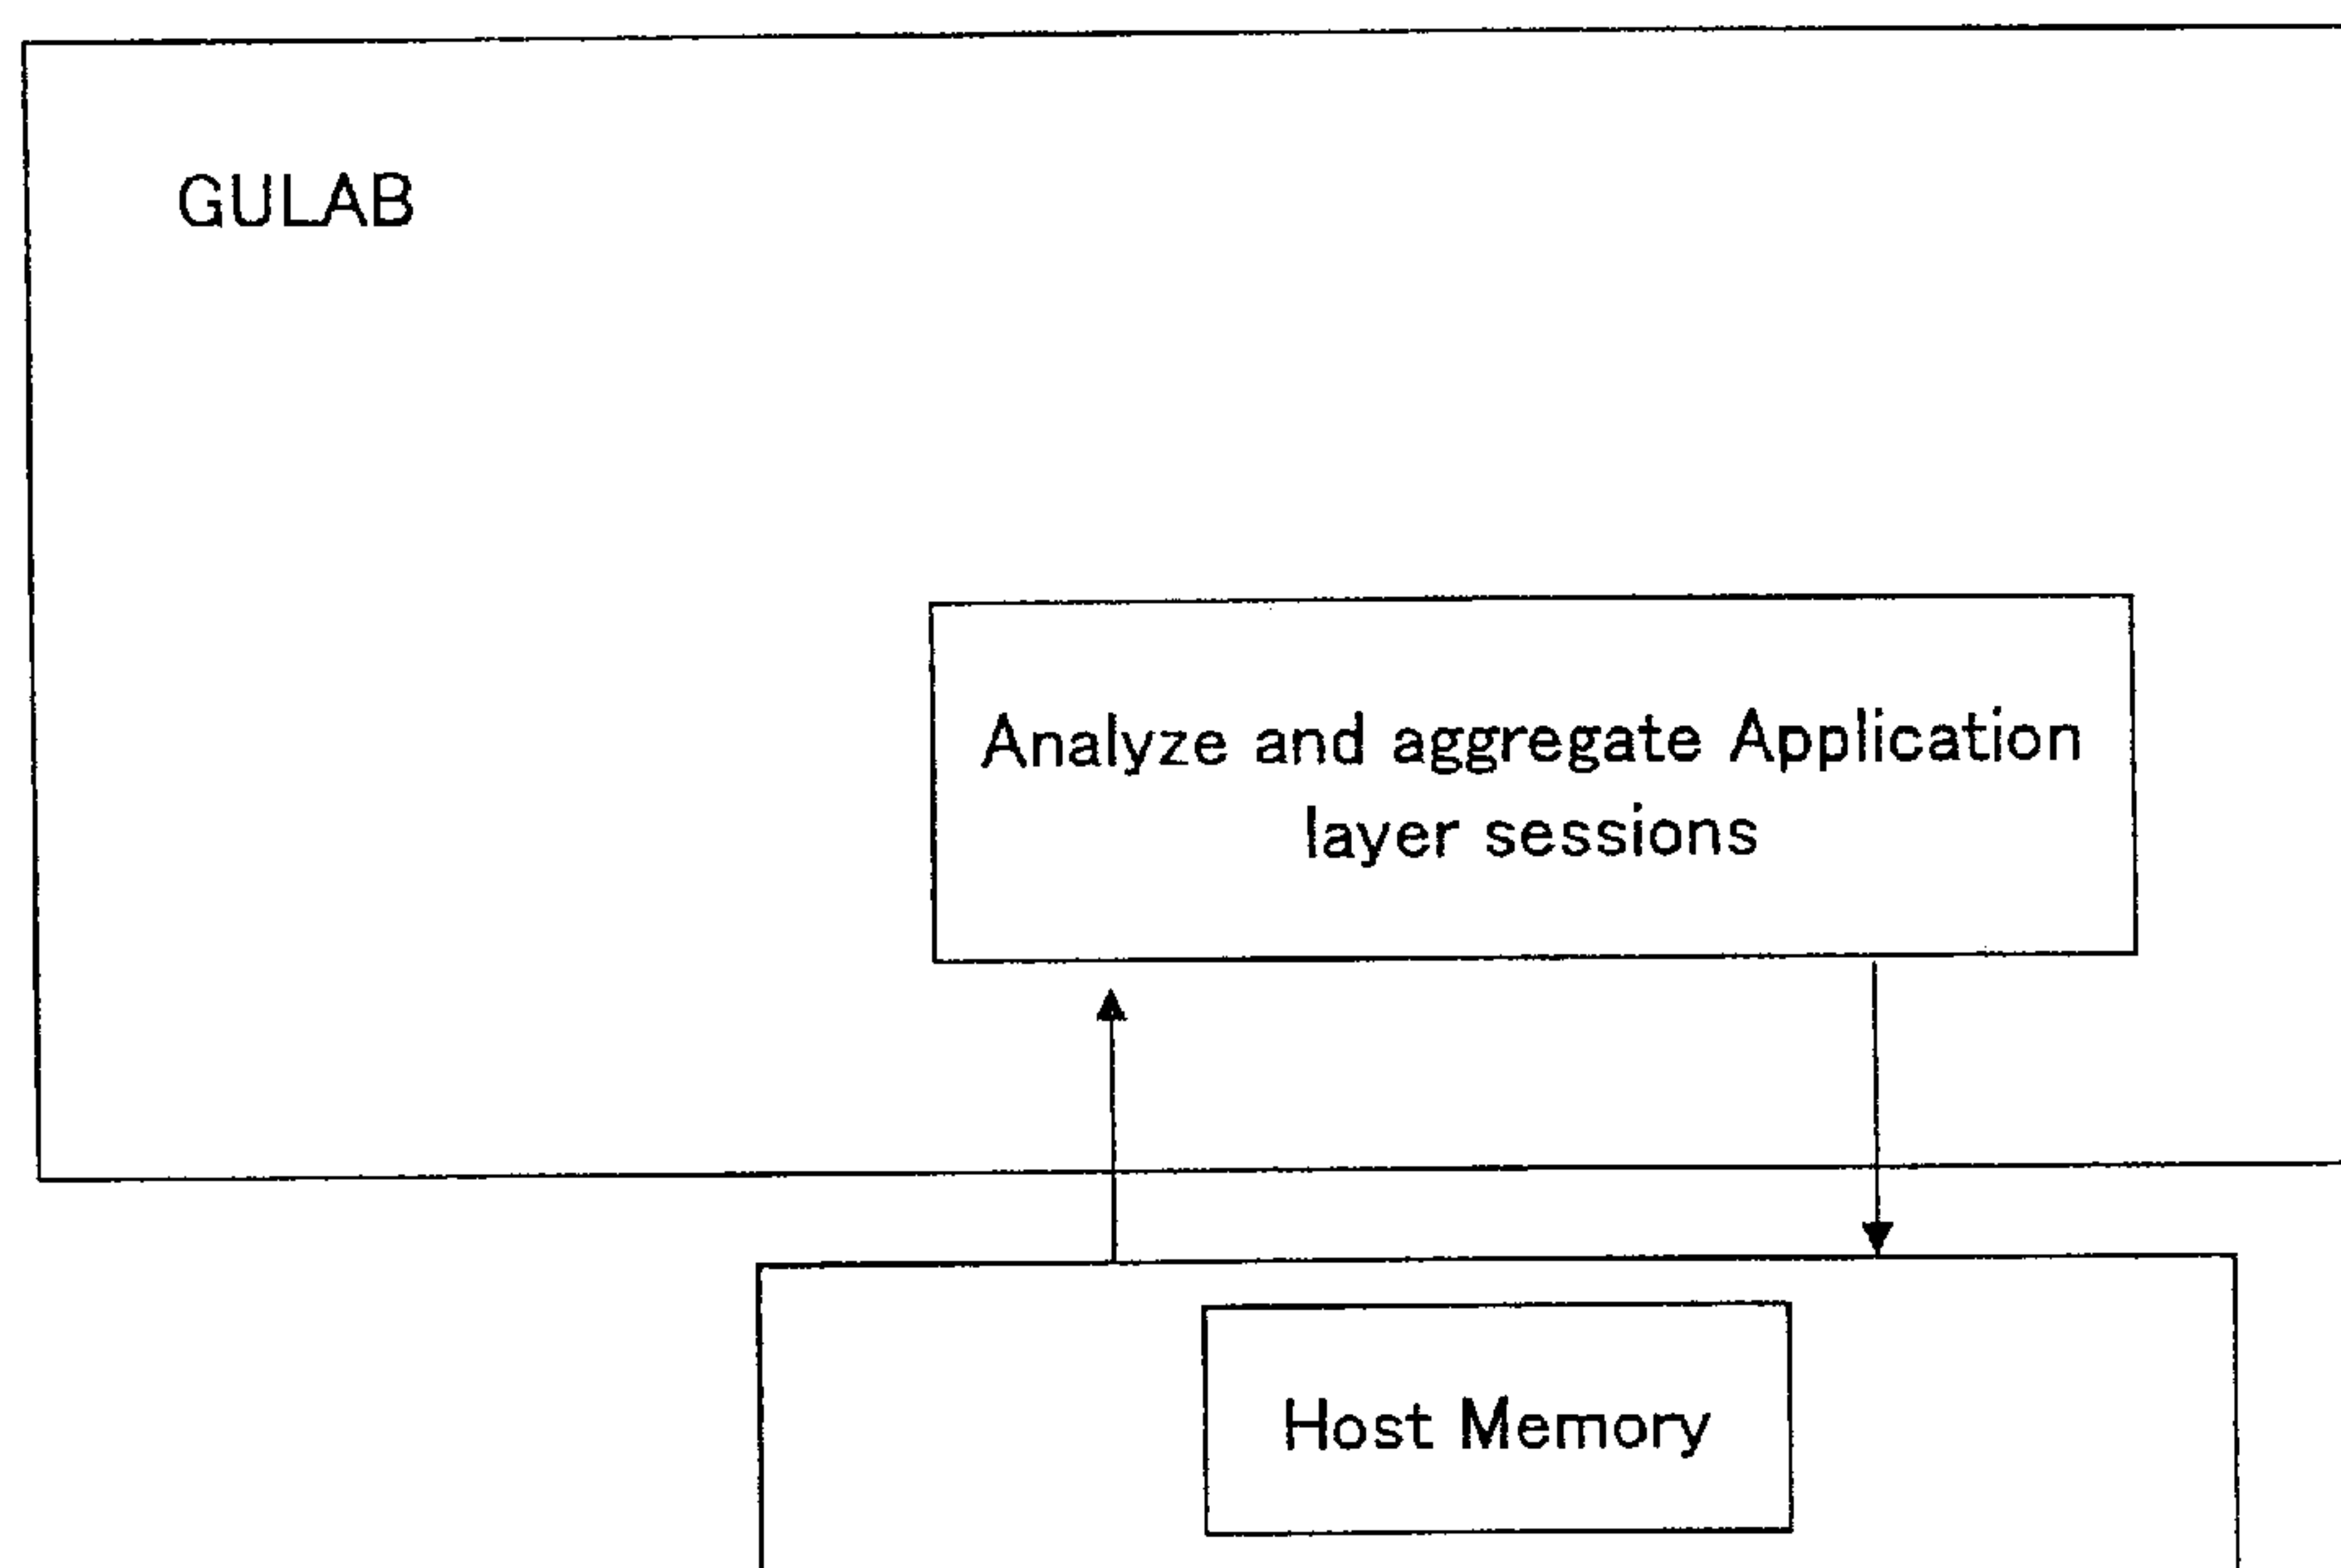 GULAB
Analyze and aggregate Application
layer sessions
Host Memory